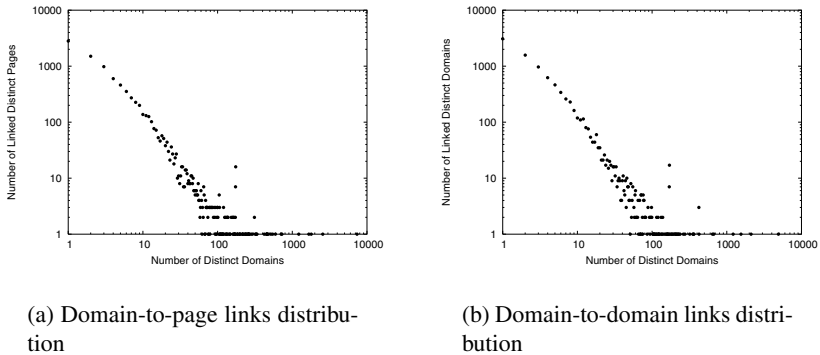 10000
1000
100
10
1
1
10
100
1000
10000
Number of Linked Distinct Pages
Number of Distinct Domains
10000
1000
100
10
1
1
10
100
1000
10000
Number of Linked Distinct Domains
Number of Distinct Domains
(a) Domain-to-page links distribu-
tion
(b) Domain-to-domain links distri-
bution